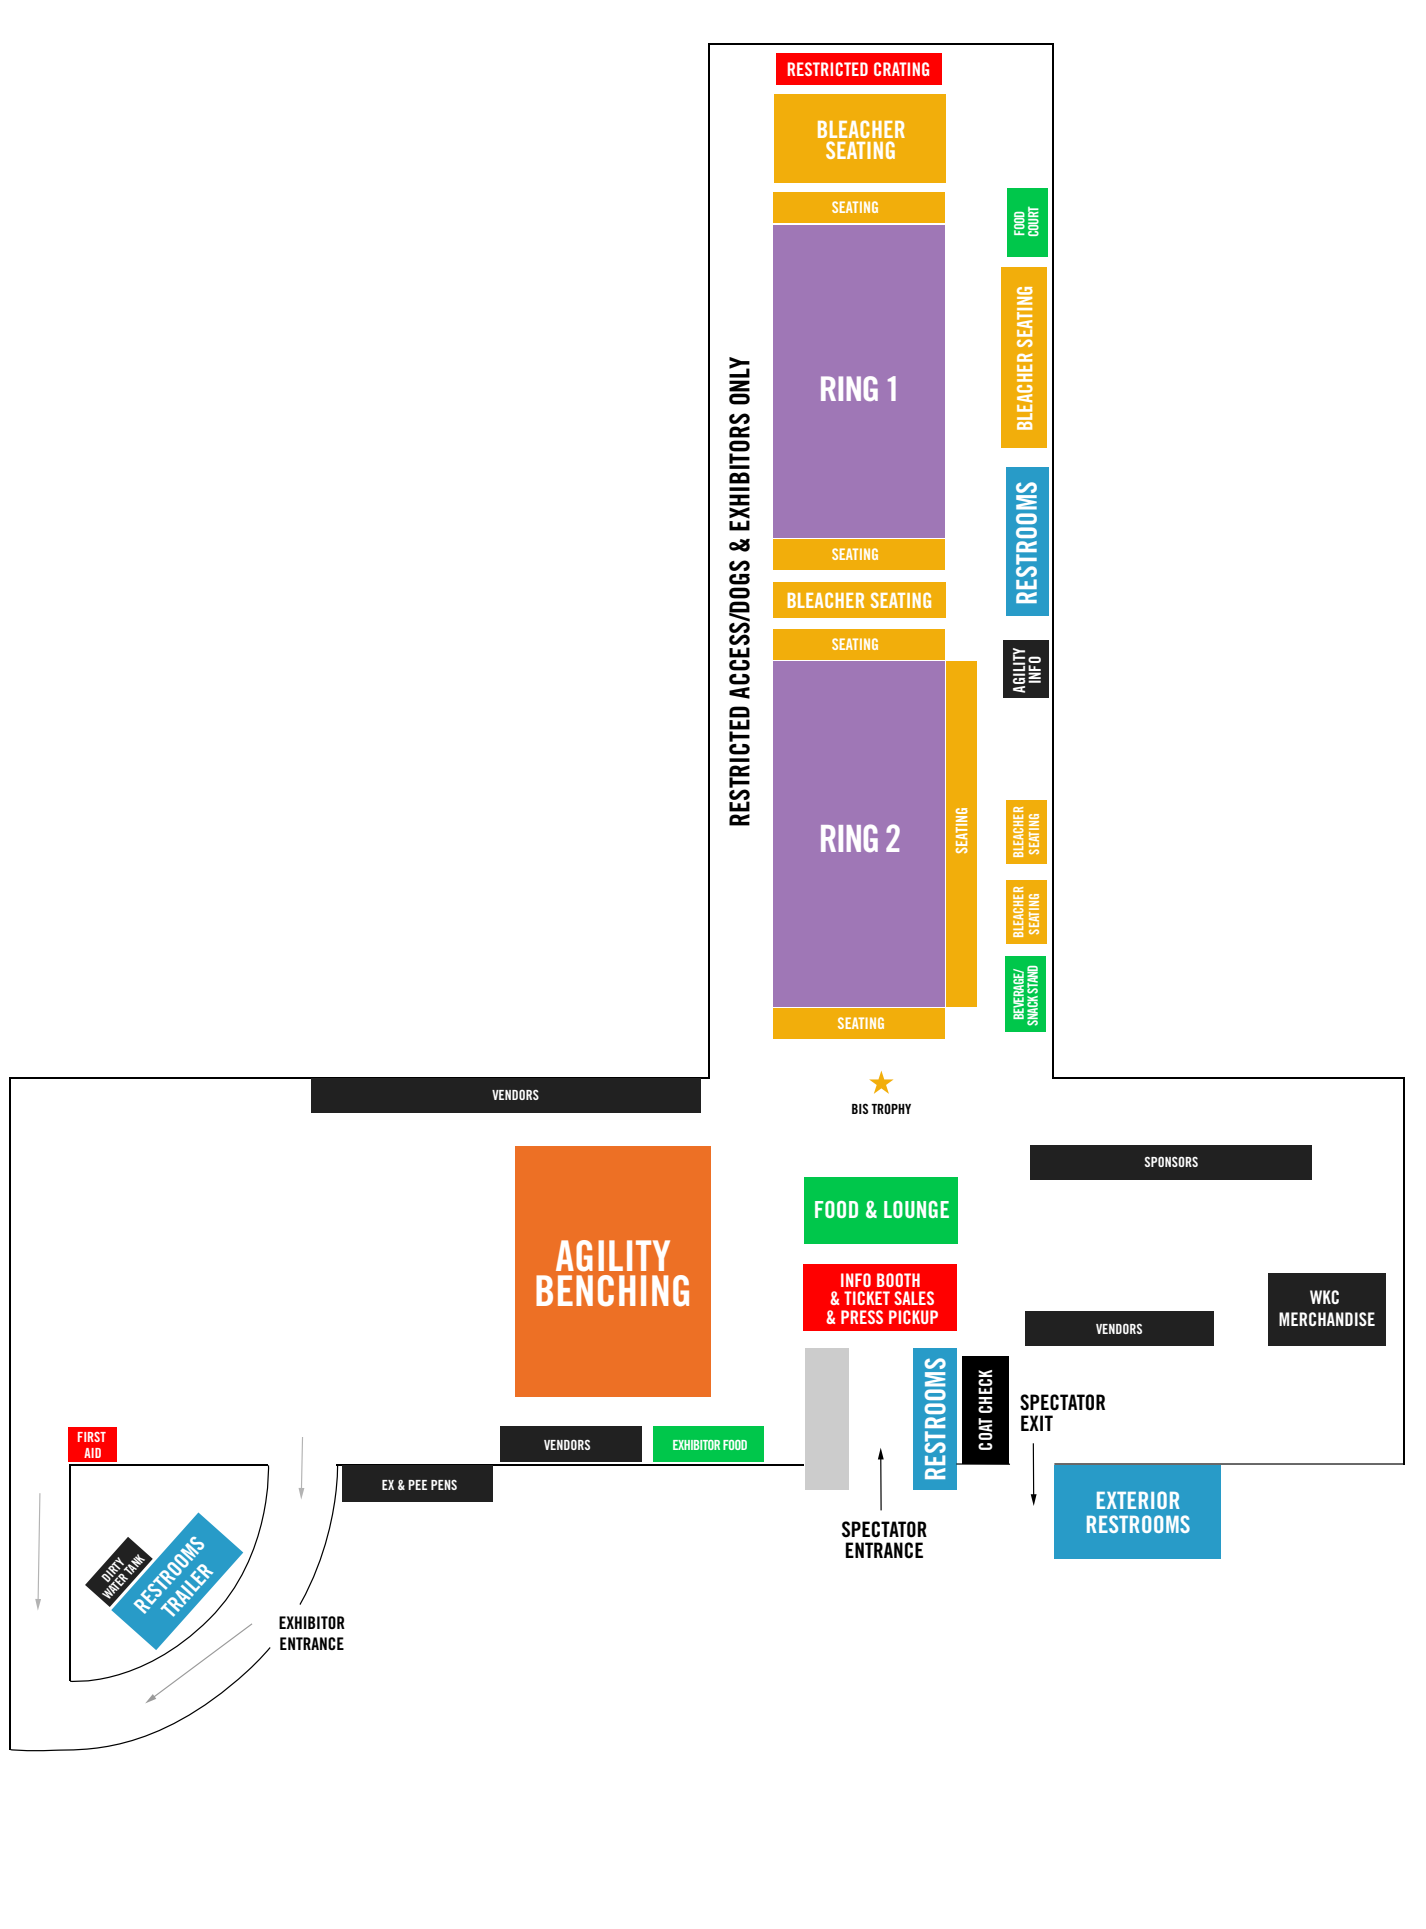 RESTRICTED CRATING
BLEACHER
SEATING
SEATING
FOOD
COURT
RING 1
BLEACHER SEATING
RESTRICTED ACCESS/DOGS & EXHIBITORS ONLY
RESTROOMS
SEATING
BLEACHER SEATING
SEATING
AGILITY
INFO
RING 2
SEATING
BLEACHER
SEATING
BLEACHER
SEATING
BEVERAGE/
SNACK STAND
SEATING
VENDORS
BIS TROPHY
SPONSORS
FOOD & LOUNGE
AGILITY
BENCHING
INFO BOOTH
& TICKET SALES
& PRESS PICKUP
WKC
MERCHANDISE
VENDORS
RESTROOMS
COAT CHECK
SPECTATOR
EXIT
FIRST
AID
VENDORS
EXHIBITOR FOOD
EX & PEE PENS
EXTERIOR
RESTROOMS
SPECTATOR
ENTRANCE
DIRTY
WATER TANK
RESTROOMS
TRAILER
EXHIBITOR
ENTRANCE